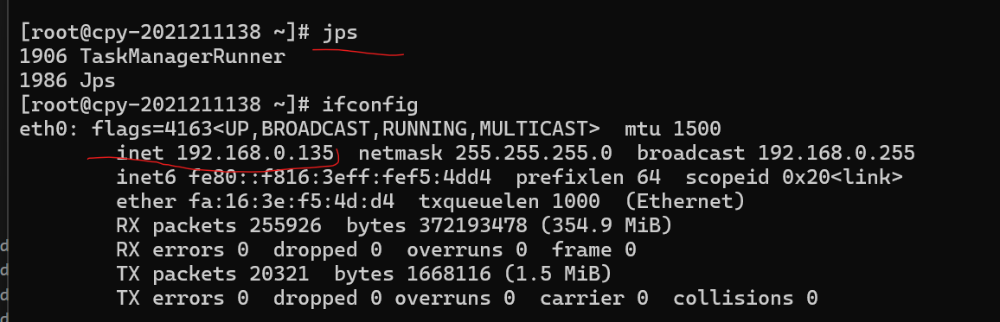 [root@cpy-2021211138 ~]# jps
1906 TaskManagerRunner
1986 Jps
[root@cpy-2021211138 ~]# ifconfig
eth0: flags=4163<UP,BROADCAST,RUNNING,MULTICAST>  mtu 1500
        inet 192.168.0.135  netmask 255.255.255.0  broadcast 192.168.0.255
        inet6 fe80::f816:3eff:fef5:4dd4  prefixlen 64  scopeid 0x20<link>
        ether fa:16:3e:f5:4d:d4  txqueuelen 1000  (Ethernet)
        RX packets 255926  bytes 372193478 (354.9 MiB)
        RX errors 0  dropped 0  overruns 0  frame 0
        TX packets 20321  bytes 1668116 (1.5 MiB)
        TX errors 0  dropped 0 overruns 0  carrier 0  collisions 0